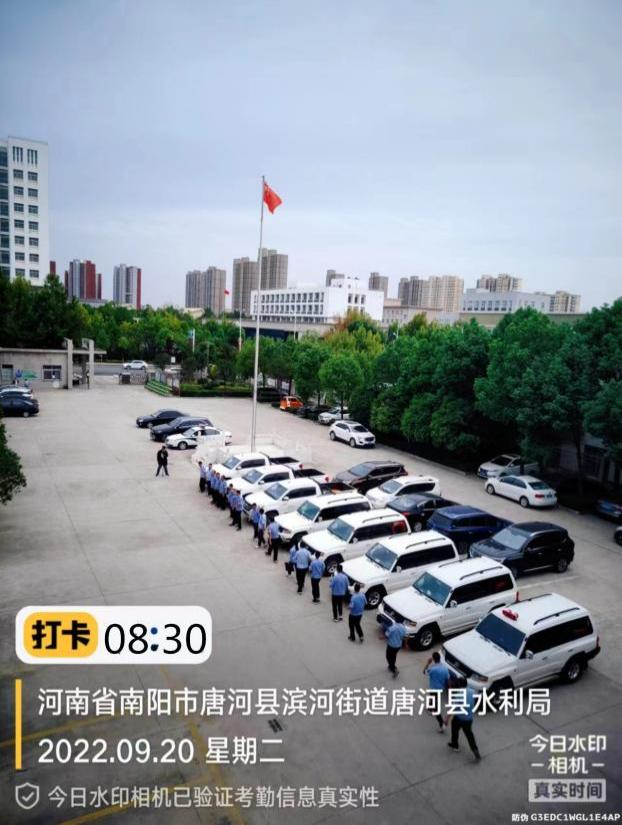 打卡 08:30
河南省南阳市唐河县滨河街道唐河县水利局
2022.09.20 星期二
今日水印相机已验证考勤信息真实性
今日水印
相机
真实时间
防伪 G3EDC1WGL1E4AP